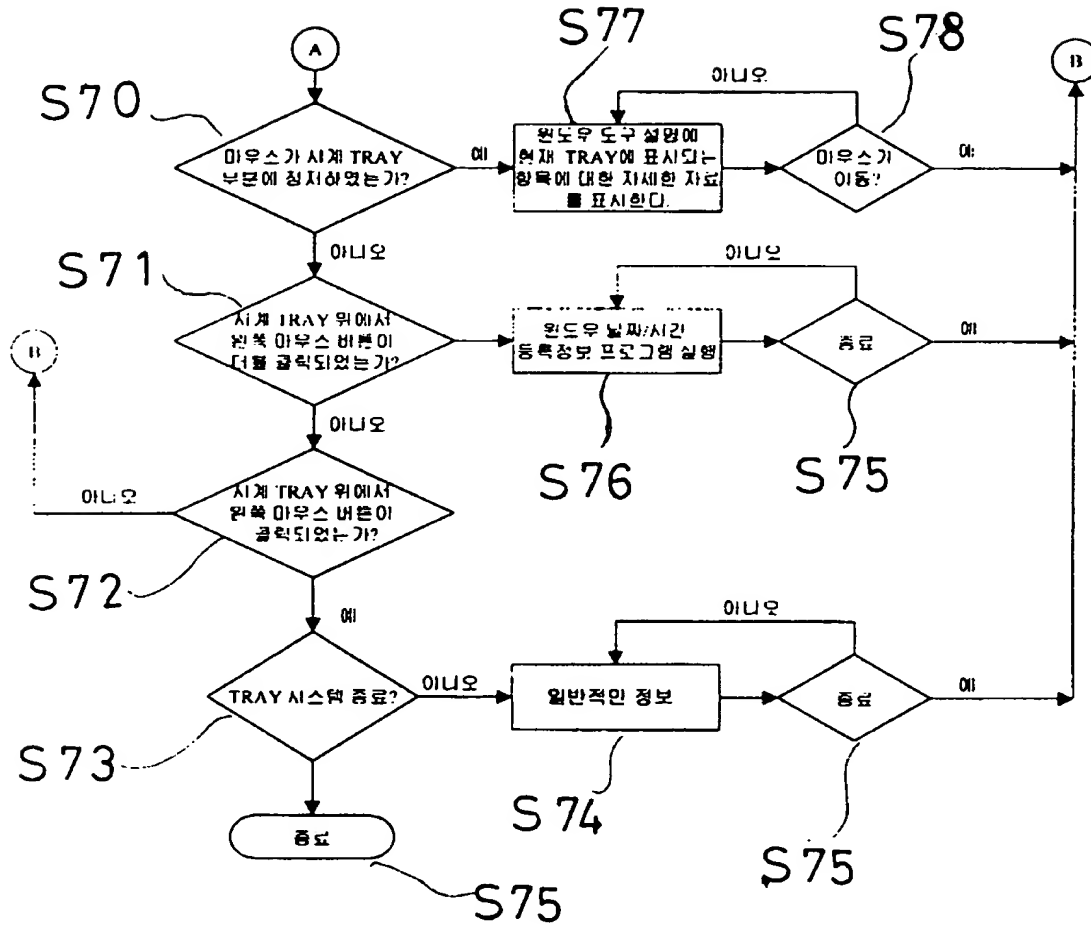 A
S70
마우스가 시계 TRAY
부분에 정지하였는가?
예
S77
윈도우 도구 설명에
현재 TRAY에 표시되는
항목에 대한 자세한 자료
를 표시한다.
아니오
S78
마우스가
이동?
예
B
아니오
S71
시계 TRAY 위에서
왼쪽 마우스 버튼이
더블 클릭되었는가?
윈도우 날짜/시간
등록정보 프로그램 실행
S76
아니오
종료
예
S75
아니오
B
아니오
시계 TRAY 위에서
왼쪽 마우스 버튼이
클릭되었는가?
S72
예
TRAY 시스템 종료?
S73
아니오
일반적인 정보
S74
아니오
종료
예
S75
종료
S75